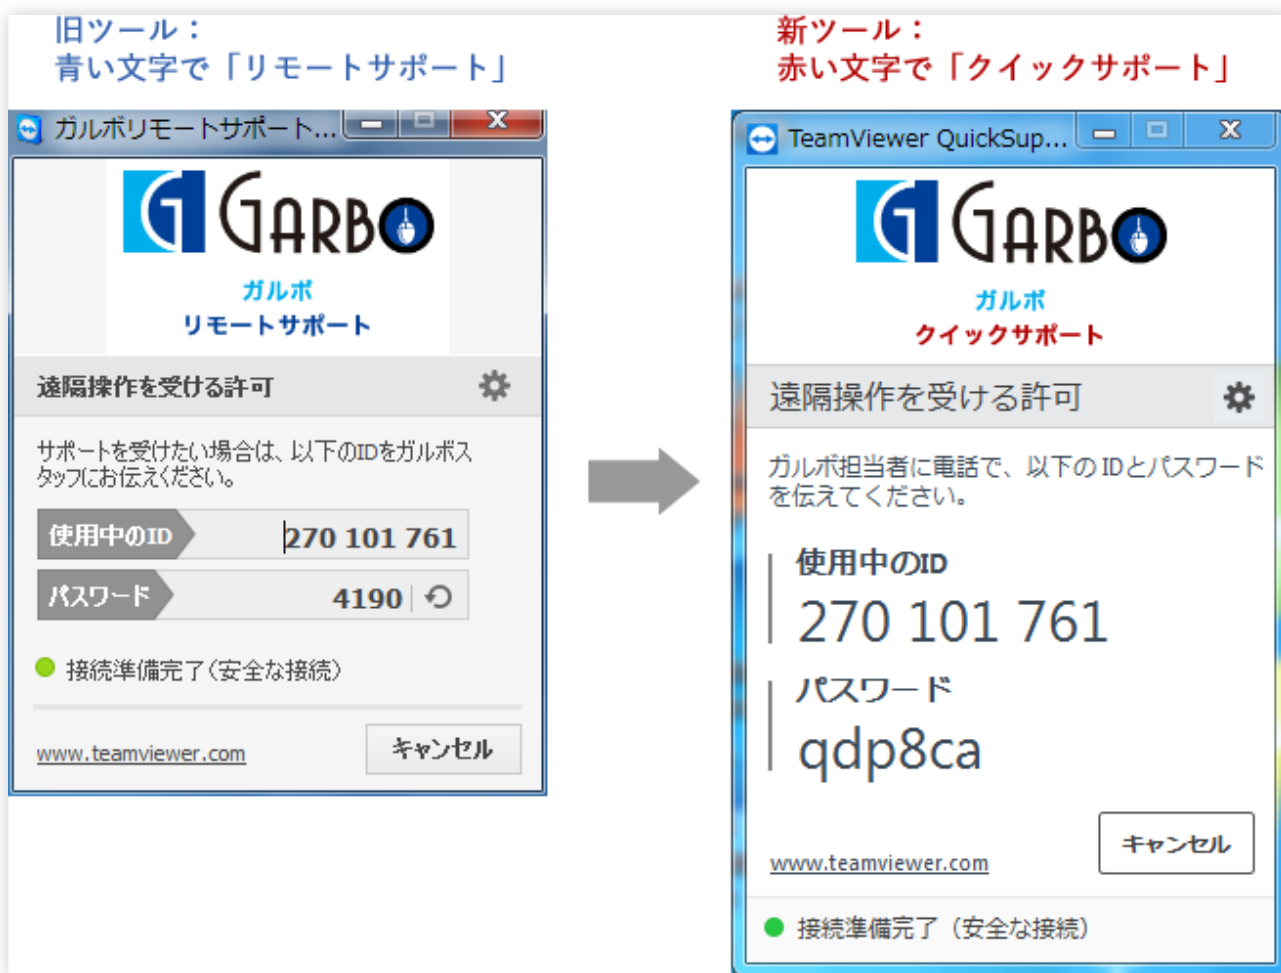 旧ツール：
青い文字で「リモートサポート」
ガルボリモートサポート...
GARBO
ガルボ
リモートサポート
遠隔操作を受ける許可
サポートを受けたい場合は、以下のIDをガルボス
タッフにお伝えください。
使用中のID 270 101 761
パスワード 4190
接続準備完了(安全な接続)
www.teamviewer.com
キャンセル
新ツール：
赤い文字で「クイックサポート」
TeamViewer QuickSup...
GARBO
ガルボ
クイックサポート
遠隔操作を受ける許可
ガルボ担当者に電話で、以下の IDとパスワード
を伝えてください。
使用中のID
270 101 761
パスワード
qdp8ca
www.teamviewer.com
キャンセル
接続準備完了（安全な接続）